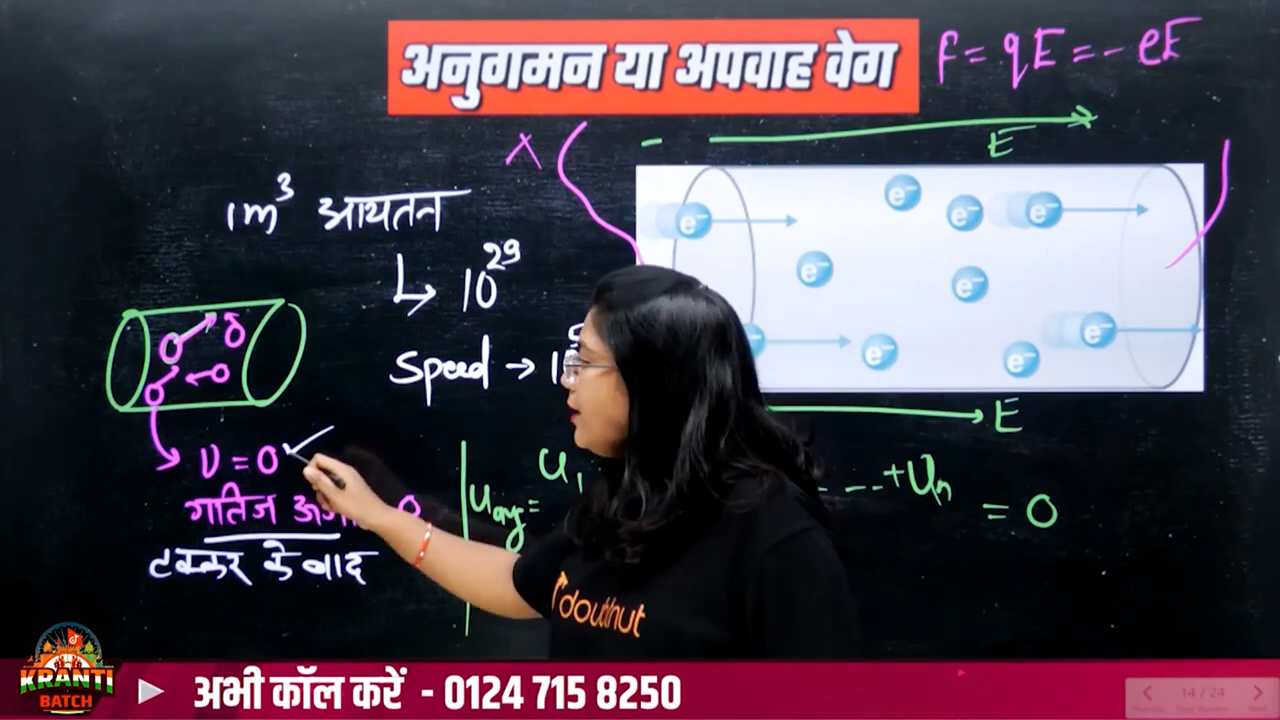 अनुगमन या अपवाह वेग
F = qE = - eE
E
X
1m³ आयतन
↳ 10²⁹
Speed →
e⁻ e⁻ e⁻ e⁻
e⁻ e⁻
e⁻ e⁻ e⁻
E
v = 0 ✓
गतिज
टक्कर के बाद
U_avg = U₁ - - - + Uₙ = 0
doubtnut
KRANTI
BATCH
अभी कॉल करें - 0124 715 8250
14 / 24